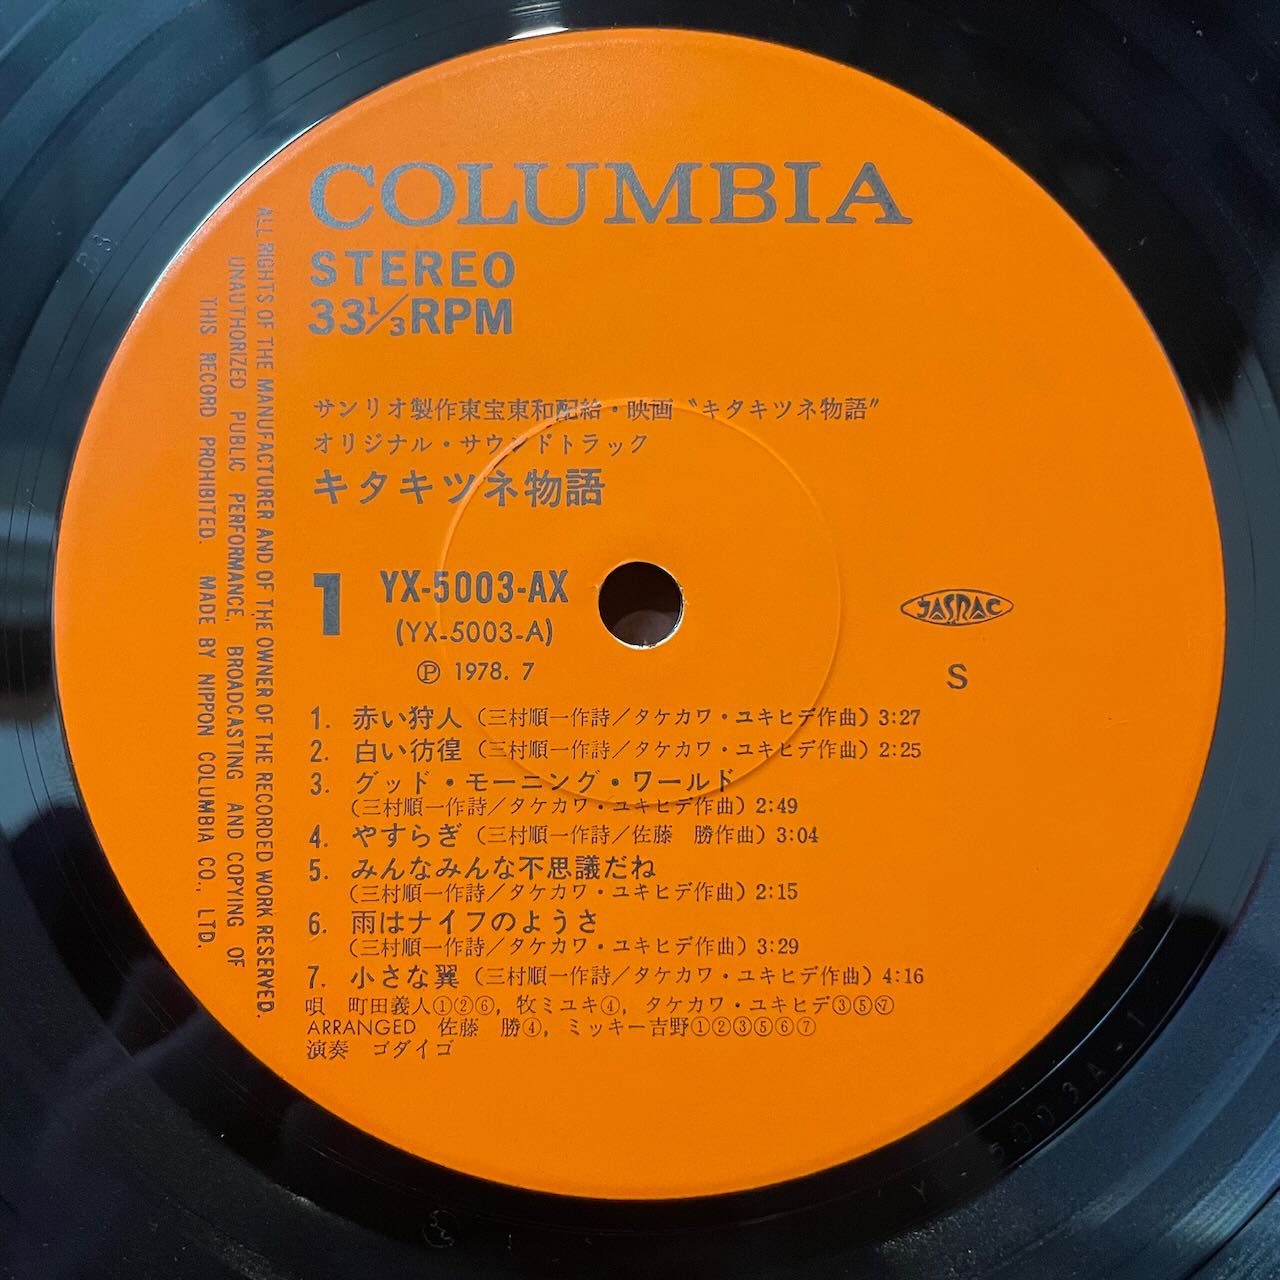 COLUMBIA
STEREO
33⅓RPM
サンリオ製作東宝東和配給・映画〝キタキツネ物語〟
オリジナル・サウンドトラック
キタキツネ物語
1 YX-5003-AX
(YX-5003-A)
Ⓟ 1978. 7
JASRAC
S
1. 赤い狩人 (三村順一作詩/タケカワ・ユキヒデ作曲) 3:27
2. 白い彷徨 (三村順一作詩/タケカワ・ユキヒデ作曲) 2:25
3. グッド・モーニング・ワールド
(三村順一作詩/タケカワ・ユキヒデ作曲) 2:49
4. やすらぎ (三村順一作詩/佐藤 勝作曲) 3:04
5. みんなみんな不思議だね
(三村順一作詩/タケカワ・ユキヒデ作曲) 2:15
6. 雨はナイフのようさ
(三村順一作詩/タケカワ・ユキヒデ作曲) 3:29
7. 小さな翼 (三村順一作詩/タケカワ・ユキヒデ作曲) 4:16
唄 町田義人①②⑥, 牧ミユキ④, タケカワ・ユキヒデ③⑤⑦
ARRANGED 佐藤 勝④, ミッキー吉野①②③⑤⑥⑦
演奏 ゴダイゴ
ALL RIGHTS OF THE MANUFACTURER AND OF THE OWNER OF THE RECORDED WORK RESERVED.
UNAUTHORIZED PUBLIC PERFORMANCE, BROADCASTING AND COPYING OF
THIS RECORD PROHIBITED. MADE BY NIPPON COLUMBIA CO., LTD.